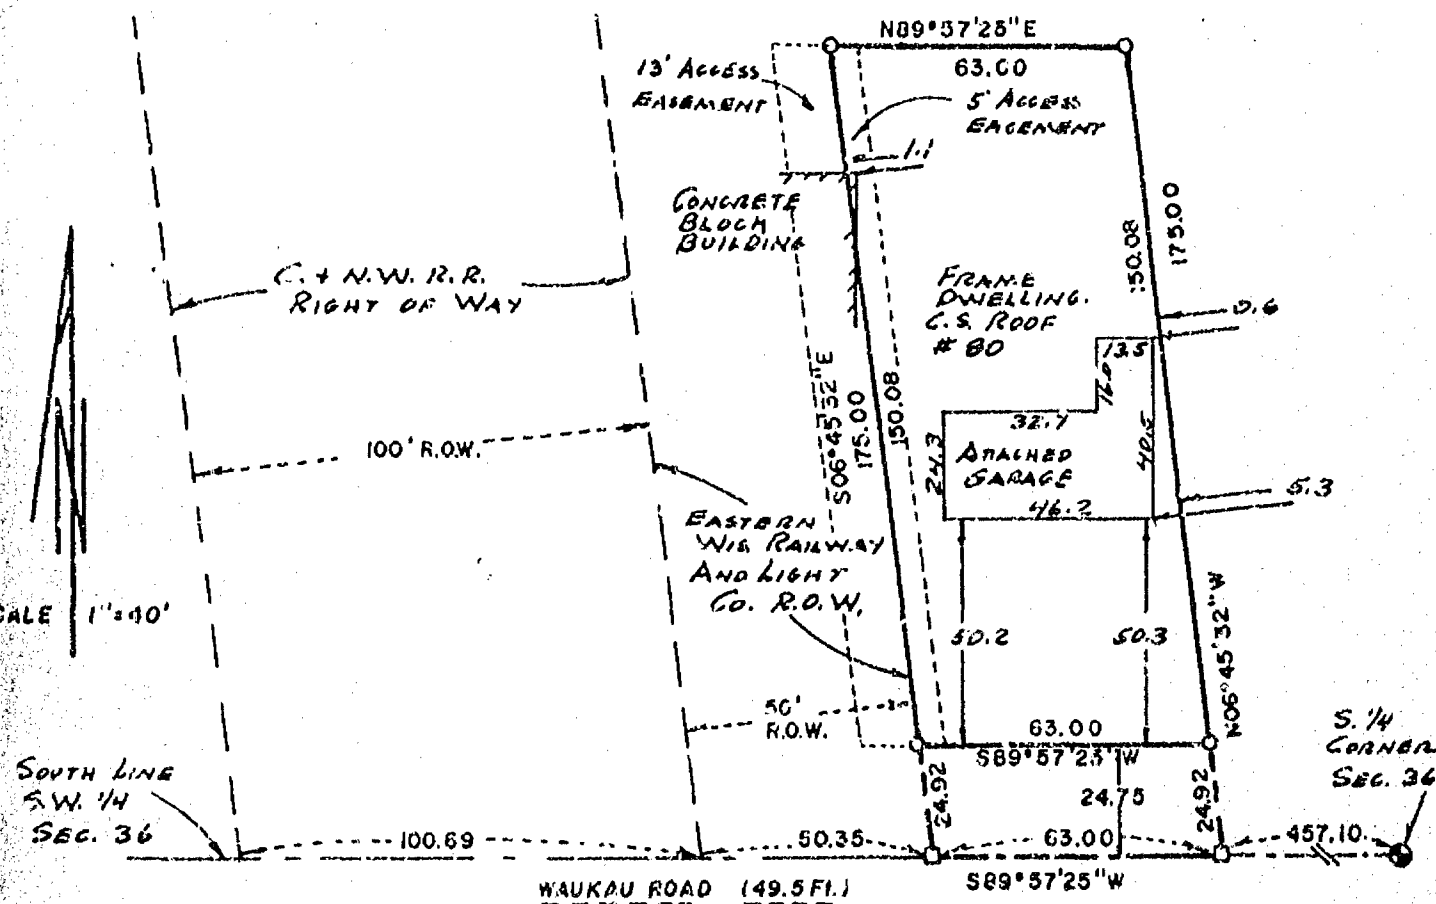 N89°57'25"E
63.00
13' ACCESS
EASEMENT
5' ACCESS
EASEMENT
1.1
CONCRETE
BLOCK
BUILDING
C. & N.W. R.R.
RIGHT OF WAY
150.08
175.00
FRAME
DWELLING.
C.S. ROOF
# 80
0.6
13.5
16.0
S06°45'32"E
175.00
150.08
32.7
100' R.O.W.
24.3
ATTACHED
GARAGE
40.5
46.2
5.3
EASTERN
WIS. RAILWAY
AND LIGHT
CO. R.O.W.
SCALE 1"=40'
50.2
50.3
N06°45'32"W
50'
R.O.W.
63.00
S89°57'25"W
S. 1/4
CORNER
SEC. 36
SOUTH LINE
S.W. 1/4
SEC. 36
24.92
24.75
24.92
100.69
50.35
63.00
457.10
WAUKAU ROAD (49.5 FT.)
S89°57'25"W